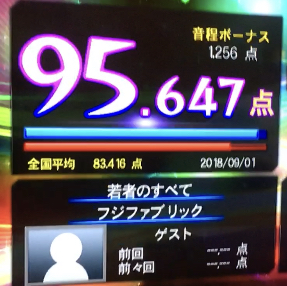 音程ボーナス
1.256 点
95.647点
全国平均 83.416 点 2018/09/01
若者のすべて
フジファブリック
ゲスト
前回 --.--- 点
前々回 --.--- 点